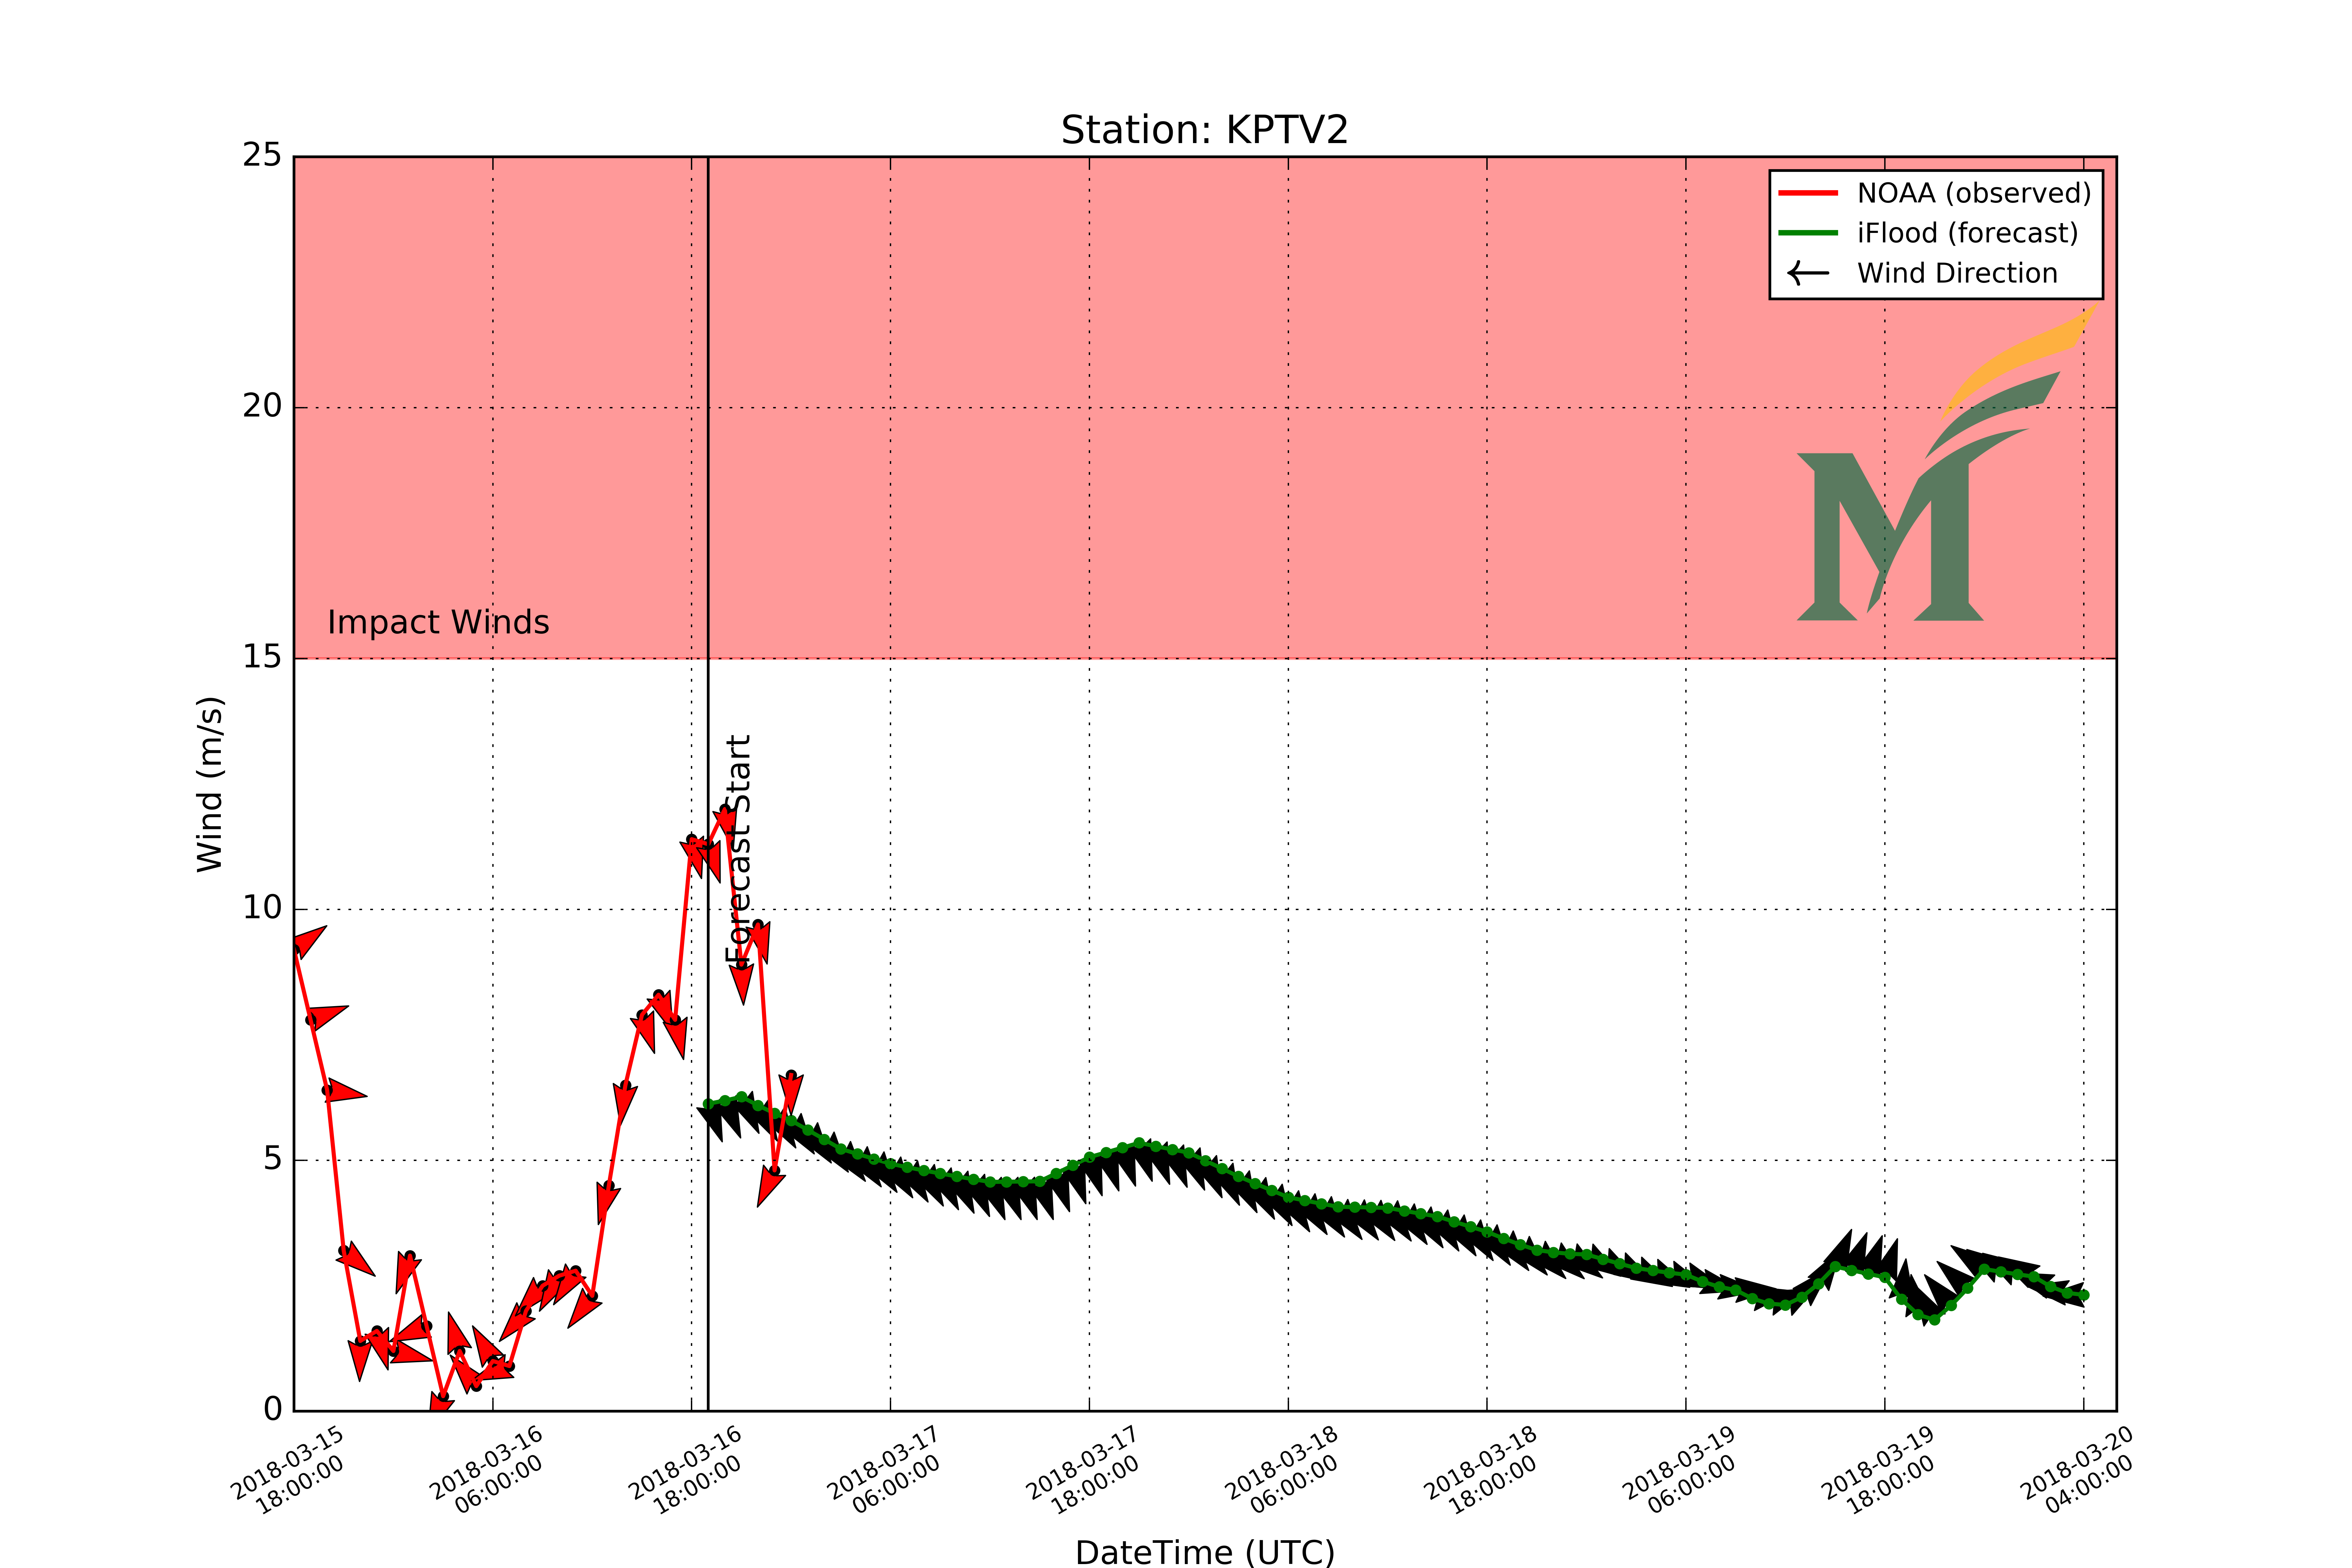 Station: KPTV2
25
20
15
10
5
0
Wind (m/s)
NOAA (observed)
iFlood (forecast)
Wind Direction
Impact Winds
Forecast Start
M
2018-03-15
18:00:00
2018-03-16
06:00:00
2018-03-16
18:00:00
2018-03-17
06:00:00
2018-03-17
18:00:00
2018-03-18
06:00:00
2018-03-18
18:00:00
2018-03-19
06:00:00
2018-03-19
18:00:00
2018-03-20
04:00:00
DateTime (UTC)